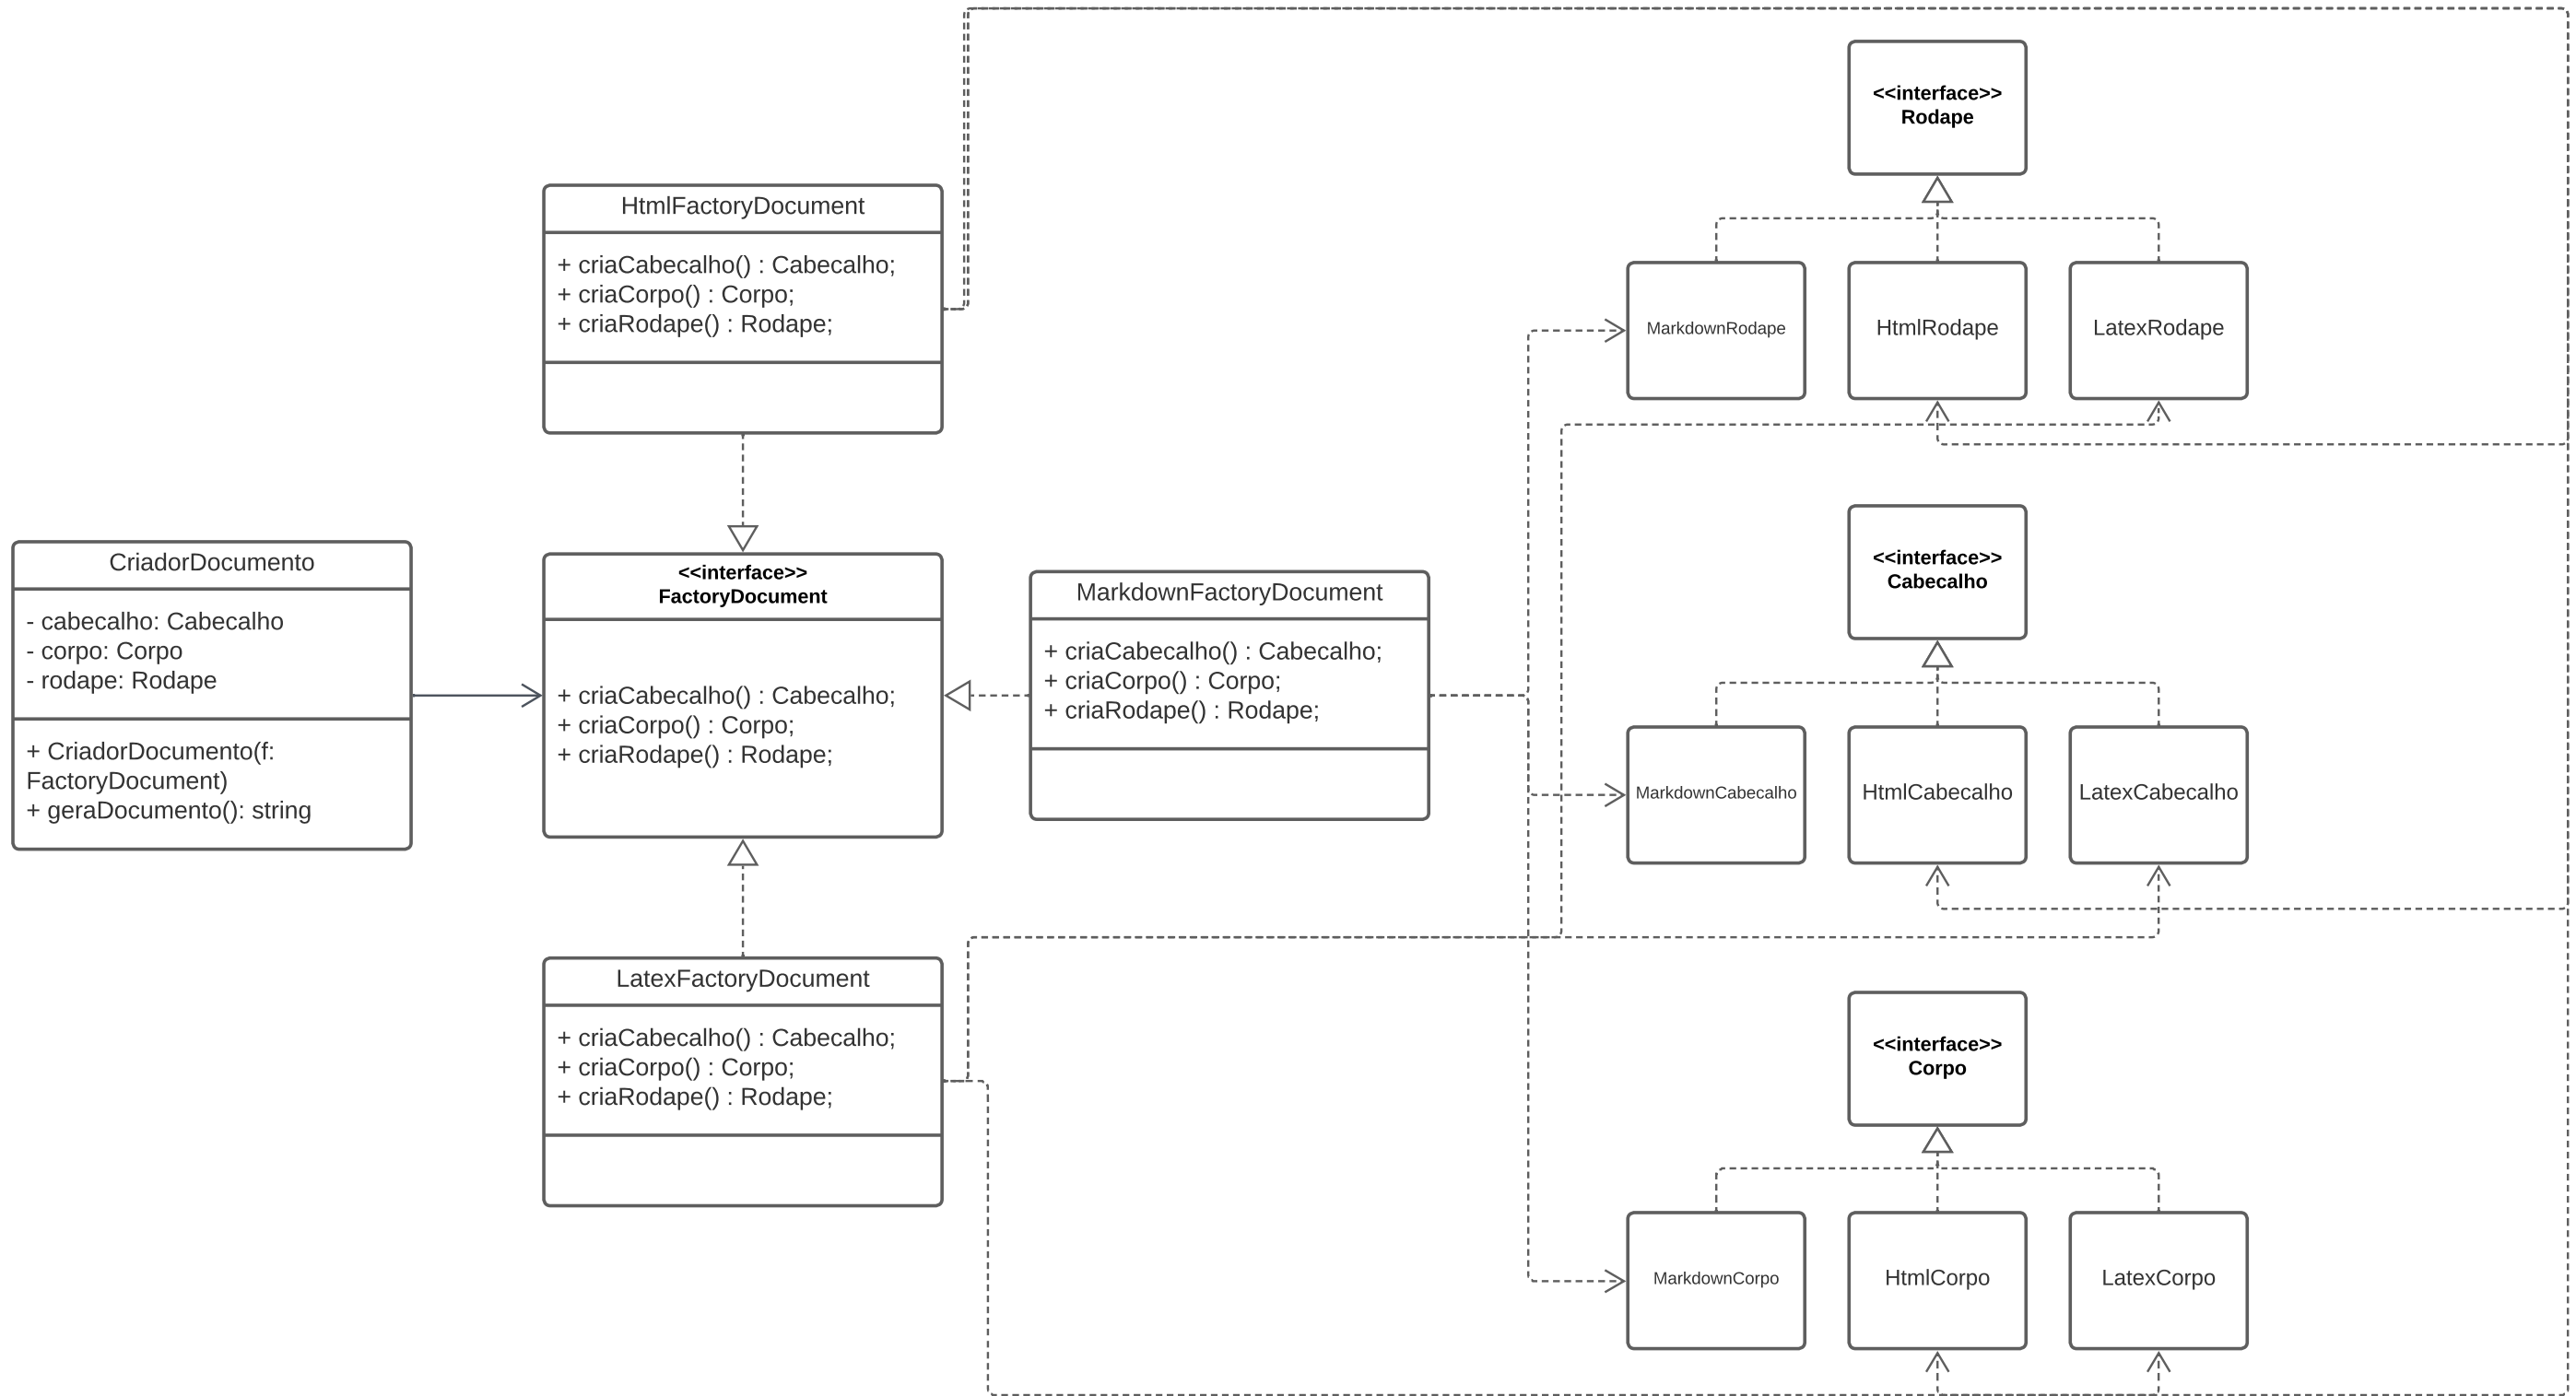 <<interface>>
Rodape
HtmlFactoryDocument
+ criaCabecalho() : Cabecalho;
+ criaCorpo() : Corpo;
+ criaRodape() : Rodape;
MarkdownRodape
HtmlRodape
LatexRodape
CriadorDocumento
- cabecalho: Cabecalho
- corpo: Corpo
- rodape: Rodape
+ CriadorDocumento(f:
FactoryDocument)
+ geraDocumento(): string
<<interface>>
FactoryDocument
+ criaCabecalho() : Cabecalho;
+ criaCorpo() : Corpo;
+ criaRodape() : Rodape;
MarkdownFactoryDocument
+ criaCabecalho() : Cabecalho;
+ criaCorpo() : Corpo;
+ criaRodape() : Rodape;
<<interface>>
Cabecalho
MarkdownCabecalho
HtmlCabecalho
LatexCabecalho
LatexFactoryDocument
+ criaCabecalho() : Cabecalho;
+ criaCorpo() : Corpo;
+ criaRodape() : Rodape;
<<interface>>
Corpo
MarkdownCorpo
HtmlCorpo
LatexCorpo